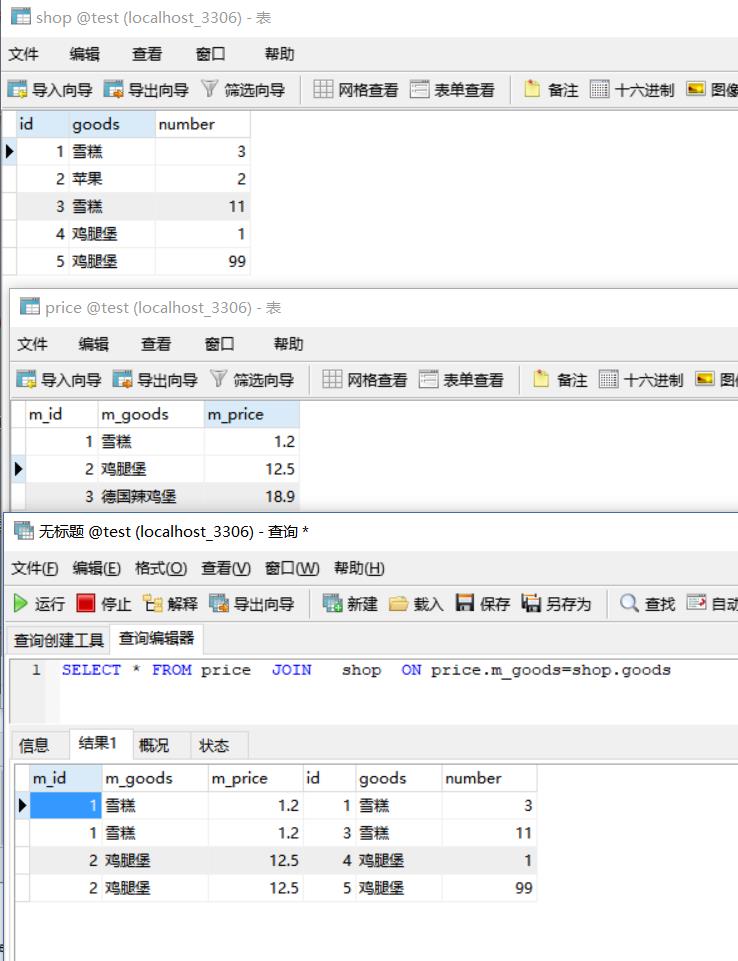 shop @test (localhost_3306) - 表
文件 编辑 查看 窗口 帮助
导入向导 导出向导 筛选向导 网格查看 表单查看 备注 十六进制 图像
id goods number
1 雪糕 3
2 苹果 2
3 雪糕 11
4 鸡腿堡 1
5 鸡腿堡 99
price @test (localhost_3306) - 表
文件 编辑 查看 窗口 帮助
导入向导 导出向导 筛选向导 网格查看 表单查看 备注 十六进制 图
m_id m_goods m_price
1 雪糕 1.2
2 鸡腿堡 12.5
3 德国辣鸡堡 18.9
无标题 @test (localhost_3306) - 查询 *
文件(F) 编辑(E) 格式(O) 查看(V) 窗口(W) 帮助(H)
运行 停止 解释 导出向导 新建 载入 保存 另存为 查找 自动
查询创建工具 查询编辑器
1 SELECT * FROM price JOIN shop ON price.m_goods=shop.goods
信息 结果1 概况 状态
m_id m_goods m_price id goods number
1 雪糕 1.2 1 雪糕 3
1 雪糕 1.2 3 雪糕 11
2 鸡腿堡 12.5 4 鸡腿堡 1
2 鸡腿堡 12.5 5 鸡腿堡 99